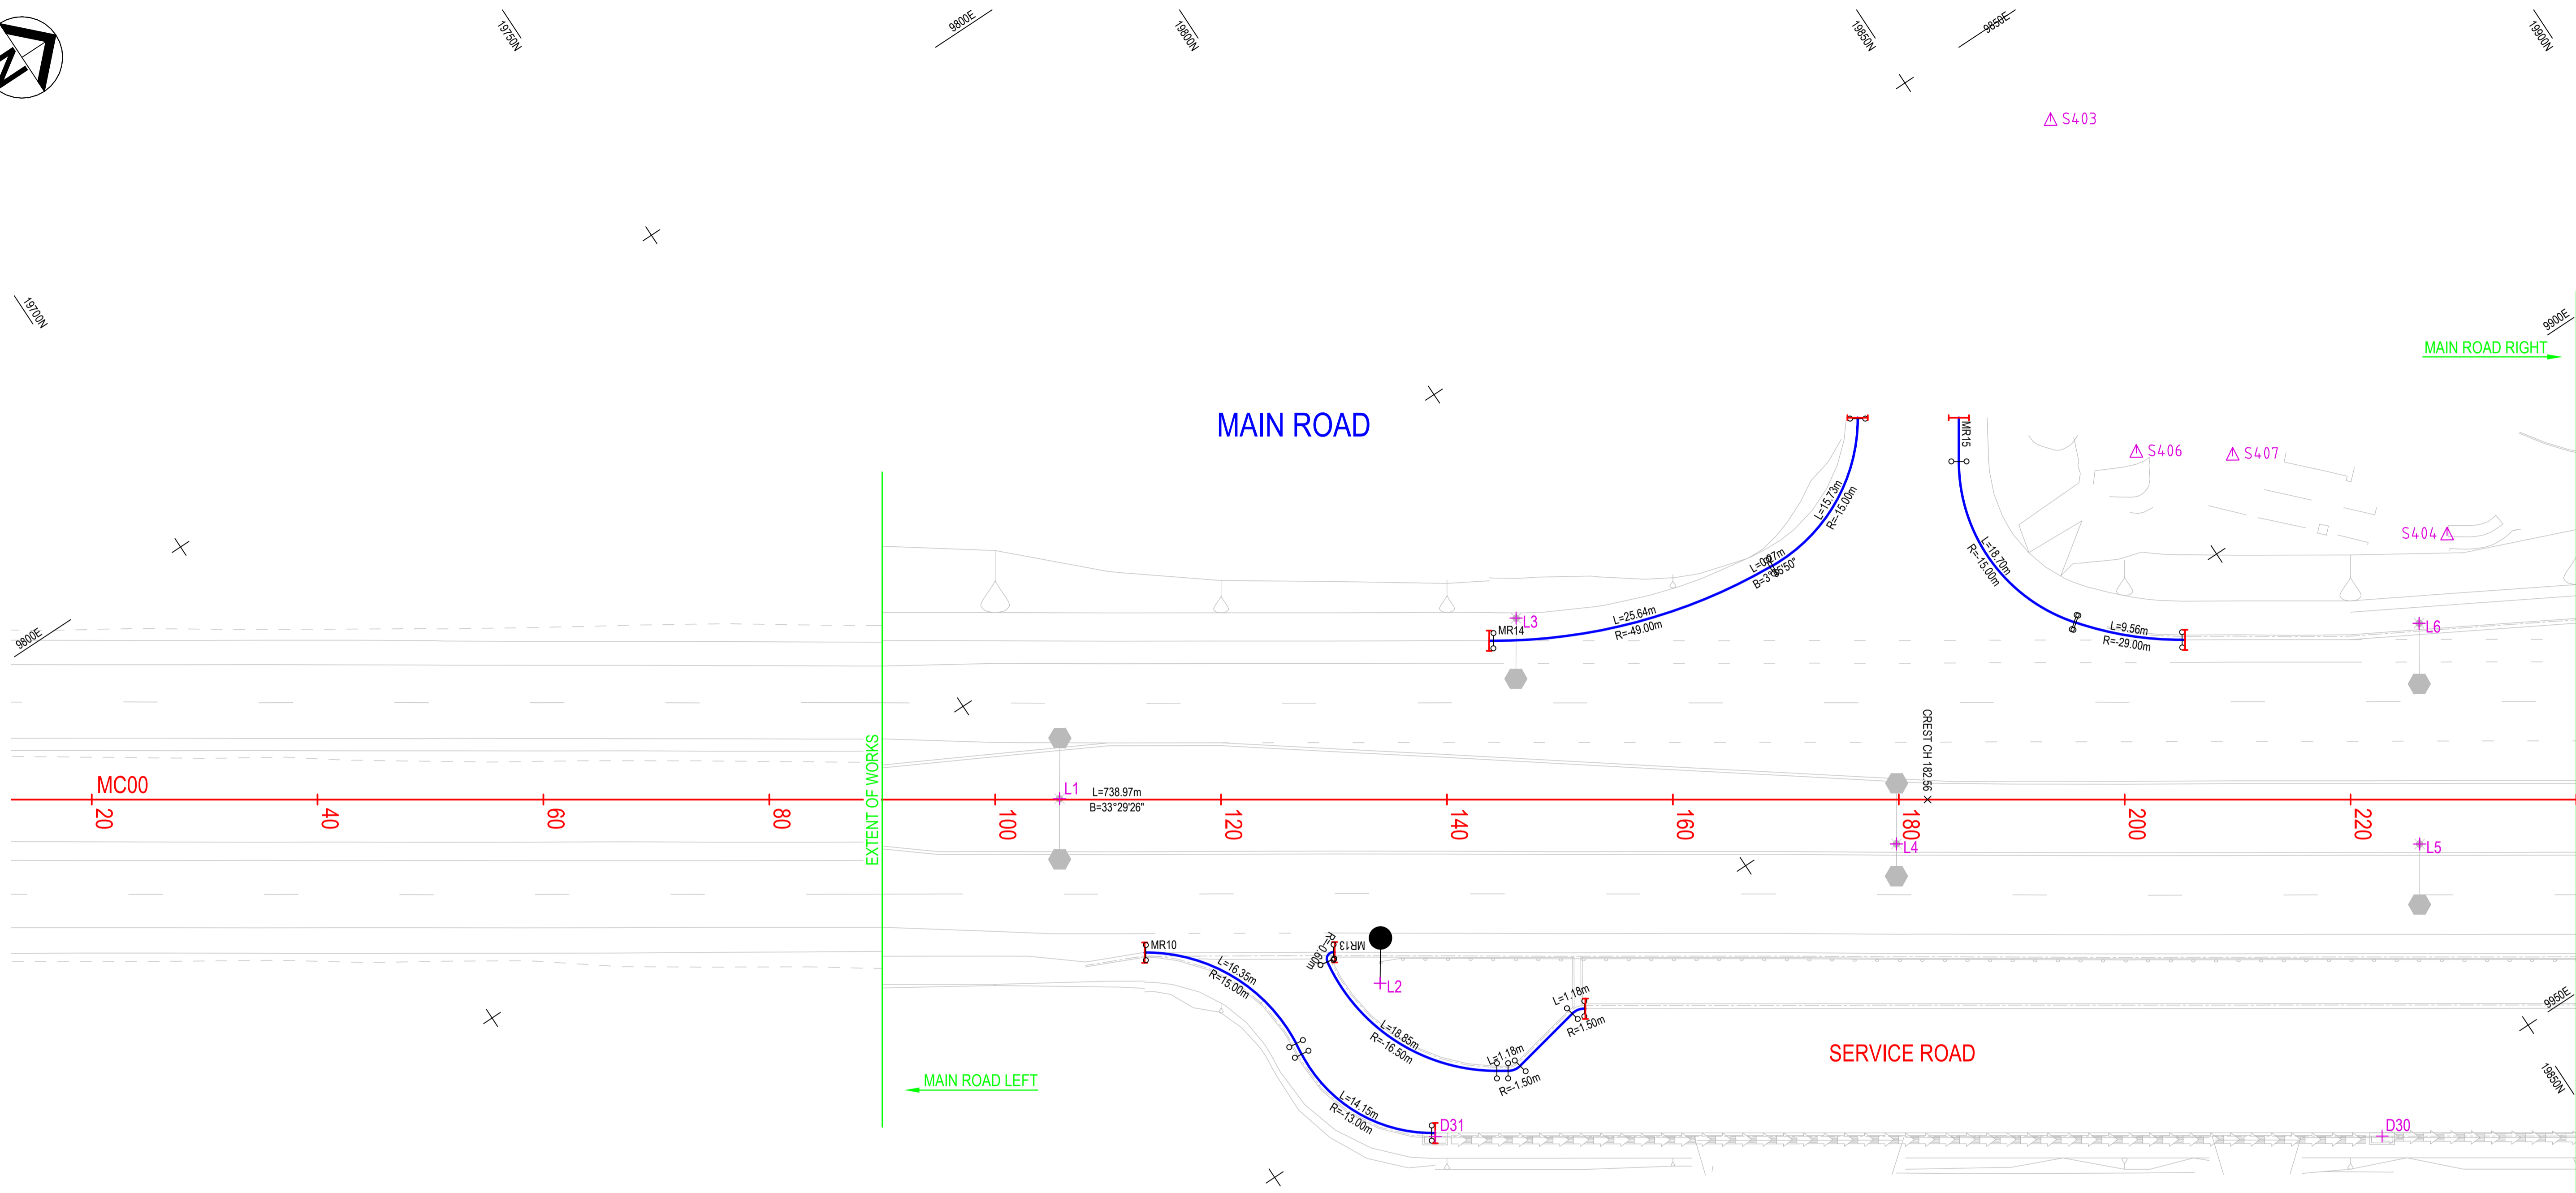 19750N
9800E
19800N
19850N
9850E
19900N
N
S403
19700N
9900E
MAIN ROAD RIGHT
MAIN ROAD
MR15
S406
S407
L=15.73m
R=-15.00m
S404
L=18.70m
R=-15.00m
9800E
L3
MR14
L=25.64m
R=-49.00m
L=9.56m
R=-29.00m
L6
CREST CH 182.56
EXTENT OF WORKS
MC00
L1
L=738.97m
B=33°29'26"
20
40
60
80
100
120
140
160
180
200
220
L4
L5
MR10
MR13
R=-0.60m
L=16.35m
R=15.00m
L2
L=1.18m
R=1.50m
9950E
L=18.85m
R=-16.50m
L=1.18m
R=-1.50m
SERVICE ROAD
MAIN ROAD LEFT
19850N
L=14.15m
R=-13.00m
D31
D30